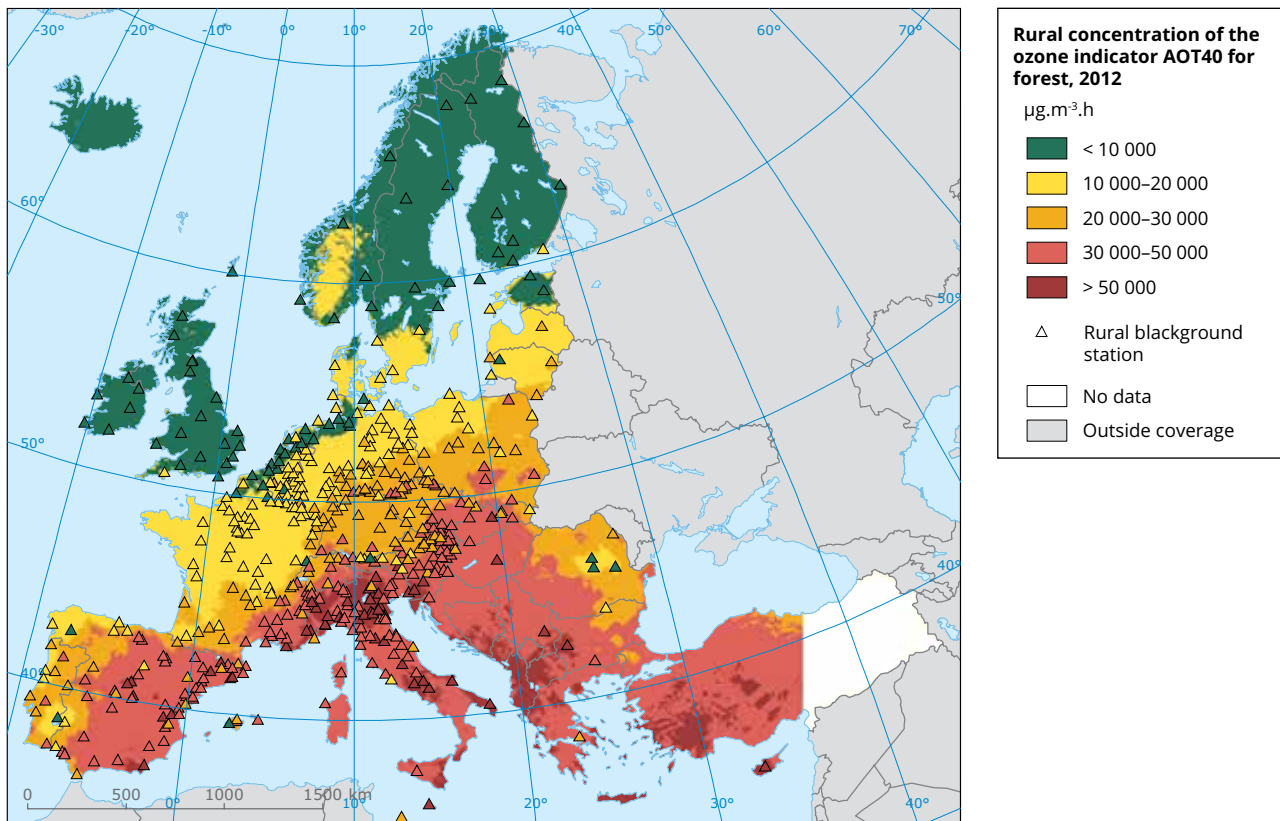 -30°
-20°
-10°
0°
10°
20°
30°
40°
50°
60°
70°
60°
50°
50°
40°
40°
0
500
1000
1500 km
0°
10°
20°
30°
40°
Rural concentration of the
ozone indicator AOT40 for
forest, 2012
µg.m-3.h
< 10 000
10 000–20 000
20 000–30 000
30 000–50 000
> 50 000
Rural blackground
station
No data
Outside coverage